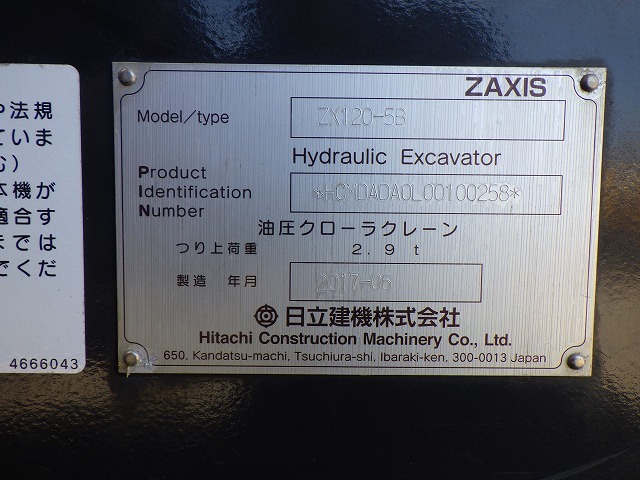 や法規
ていま
む)
本機が
適合す
までは
でくだ
4666043
ZAXIS
Model/type ZX120-5B
Hydraulic Excavator
Product
Identification *HCMDADA0L00100258*
Number
油圧クローラクレーン
つり上荷重 2.9 t
製造 年月 2017-06
日立建機株式会社
Hitachi Construction Machinery Co., Ltd.
650, Kandatsu-machi, Tsuchiura-shi, Ibaraki-ken, 300-0013 Japan